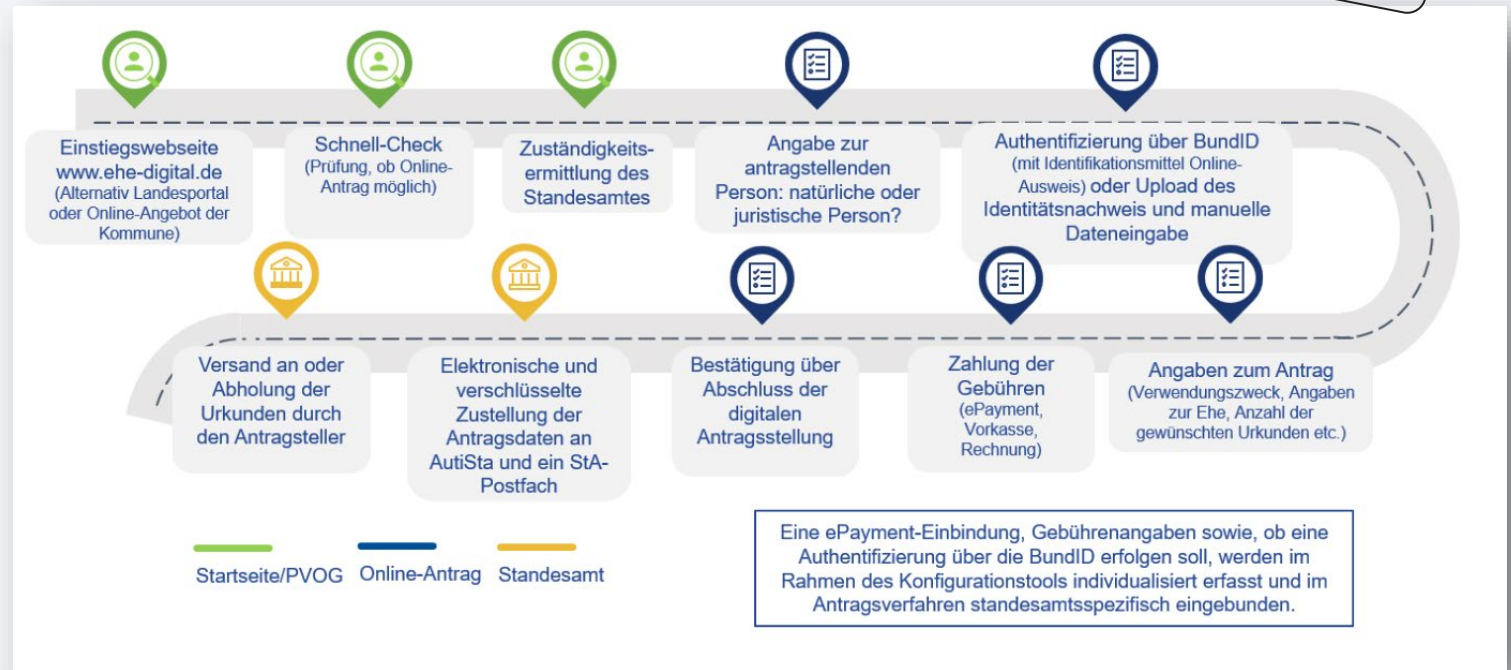 Einstiegswebseite
www.ehe-digital.de
(Alternativ Landesportal
oder Online-Angebot der
Kommune)
Schnell-Check
(Prüfung, ob Online-
Antrag möglich)
Zuständigkeits-
ermittlung des
Standesamtes
Angabe zur
antragstellenden
Person: natürliche oder
juristische Person?
Authentifizierung über BundID
(mit Identifikationsmittel Online-
Ausweis) oder Upload des
Identitätsnachweis und manuelle
Dateneingabe
Angaben zum Antrag
(Verwendungszweck, Angaben
zur Ehe, Anzahl der
gewünschten Urkunden etc.)
Zahlung der
Gebühren
(ePayment,
Vorkasse,
Rechnung)
Bestätigung über
Abschluss der
digitalen
Antragsstellung
Elektronische und
verschlüsselte
Zustellung der
Antragsdaten an
AutiSta und ein StA-
Postfach
Versand an oder
Abholung der
Urkunden durch
den Antragsteller
Startseite/PVOG
Online-Antrag
Standesamt
Eine ePayment-Einbindung, Gebührenangaben sowie, ob eine
Authentifizierung über die BundID erfolgen soll, werden im
Rahmen des Konfigurationstools individualisiert erfasst und im
Antragsverfahren standesamtsspezifisch eingebunden.